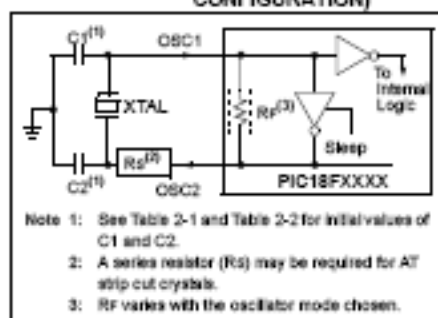 CONFIGURATION)
C1(1)
OSC1
To
Internal
Logic
XTAL
RF(3)
Sleep
C2(1)
RS(2)
OSC2
PIC18FXXXX
Note 1: See Table 2-1 and Table 2-2 for initial values of
C1 and C2.
2: A series resistor (RS) may be required for AT
strip cut crystals.
3: RF varies with the oscillator mode chosen.